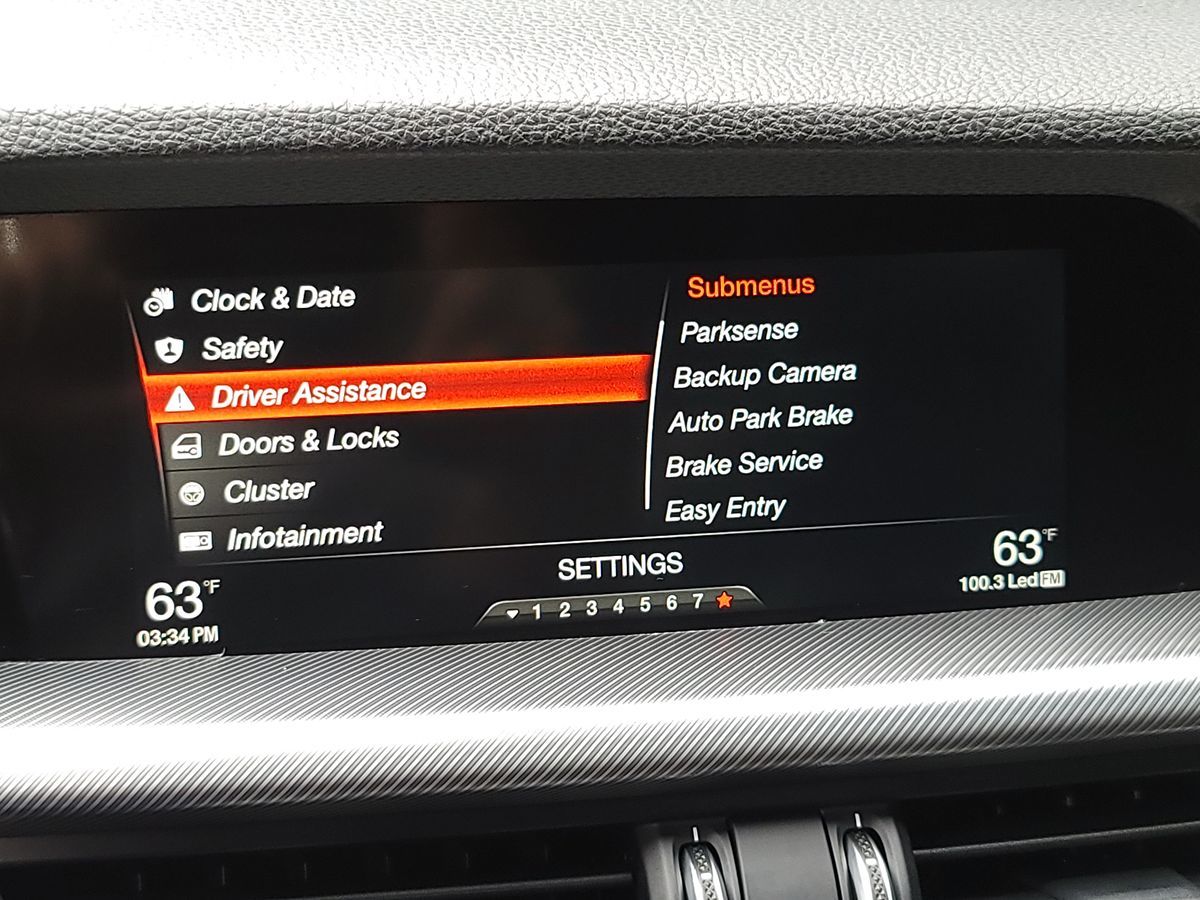 Clock & Date
Safety
Driver Assistance
Doors & Locks
Cluster
Infotainment
Submenus
Parksense
Backup Camera
Auto Park Brake
Brake Service
Easy Entry
63°F
03:34 PM
SETTINGS
1 2 3 4 5 6 7
63°F
100.3 Led FM